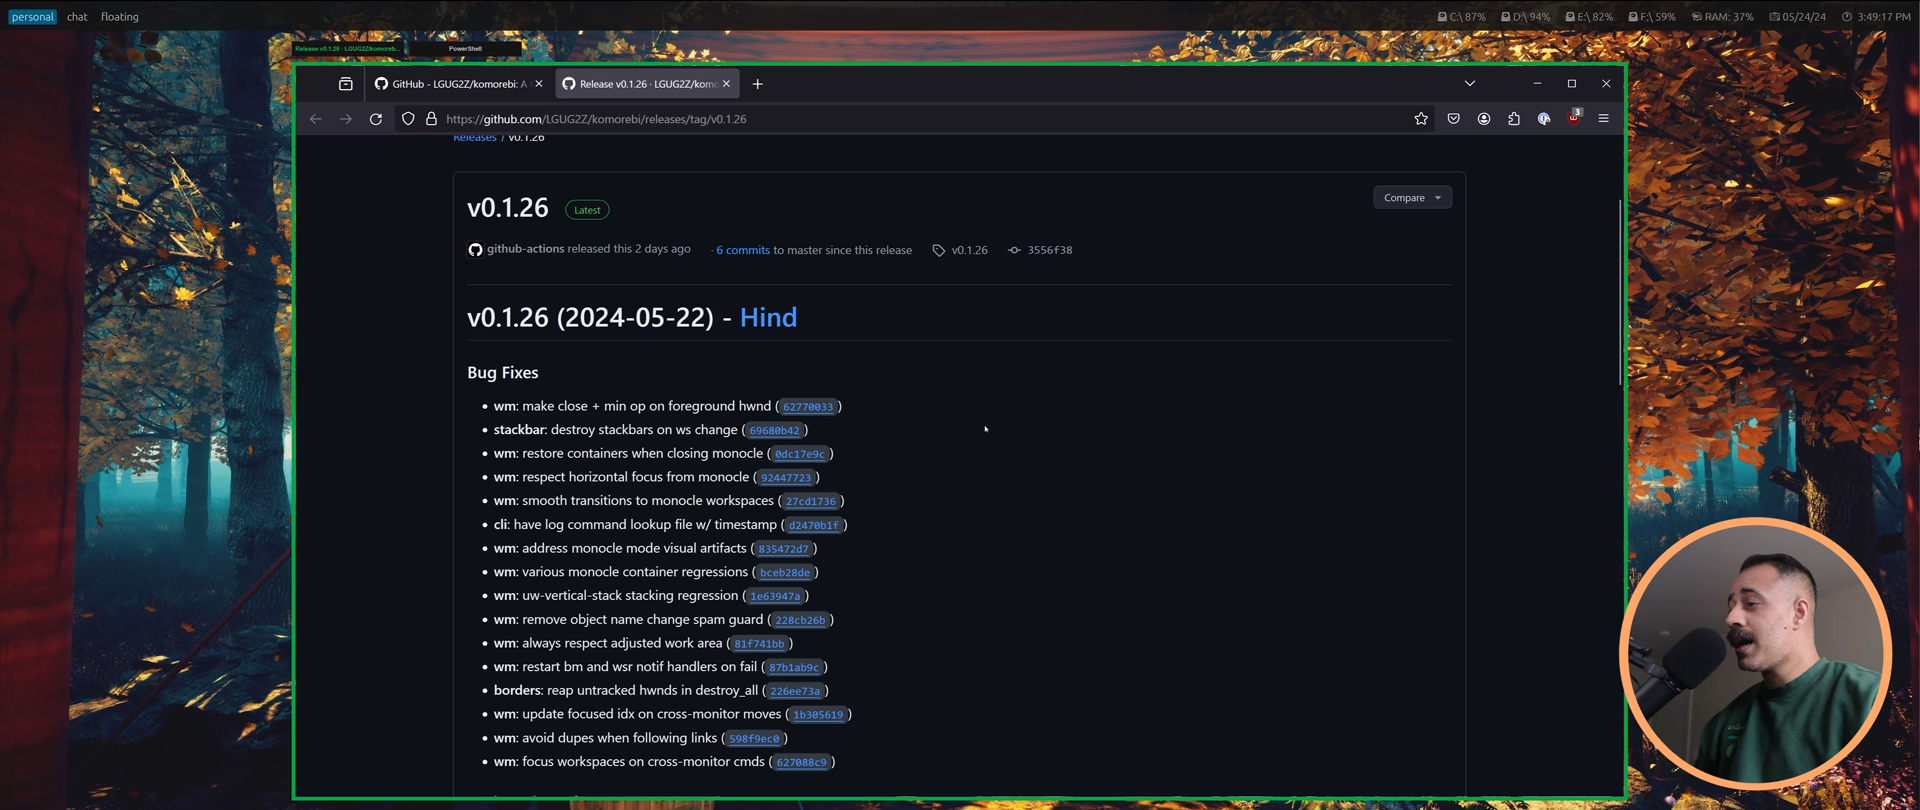 personal chat floating
C:\ 87% D:\ 94% E:\ 82% F:\ 59% RAM: 37% 05/24/24 3:49:17 PM
Release v0.1.26 · LGUG2Z/komoreb... PowerShell
GitHub - LGUG2Z/komorebi: A Release v0.1.26 · LGUG2Z/komo
https://github.com/LGUG2Z/komorebi/releases/tag/v0.1.26
3
Releases / v0.1.26
v0.1.26 Latest
Compare
github-actions released this 2 days ago · 6 commits to master since this release v0.1.26 3556f38
v0.1.26 (2024-05-22) - Hind
Bug Fixes
• wm: make close + min op on foreground hwnd (62770033)
• stackbar: destroy stackbars on ws change (69680b42)
• wm: restore containers when closing monocle (0dc17e9c)
• wm: respect horizontal focus from monocle (92447723)
• wm: smooth transitions to monocle workspaces (27cd1736)
• cli: have log command lookup file w/ timestamp (d2470b1f)
• wm: address monocle mode visual artifacts (835472d7)
• wm: various monocle container regressions (bceb28de)
• wm: uw-vertical-stack stacking regression (1e63947a)
• wm: remove object name change spam guard (228cb26b)
• wm: always respect adjusted work area (81f741bb)
• wm: restart bm and wsr notif handlers on fail (87b1ab9c)
• borders: reap untracked hwnds in destroy_all (226ee73a)
• wm: update focused idx on cross-monitor moves (1b305619)
• wm: avoid dupes when following links (598f9ec0)
• wm: focus workspaces on cross-monitor cmds (627088c9)